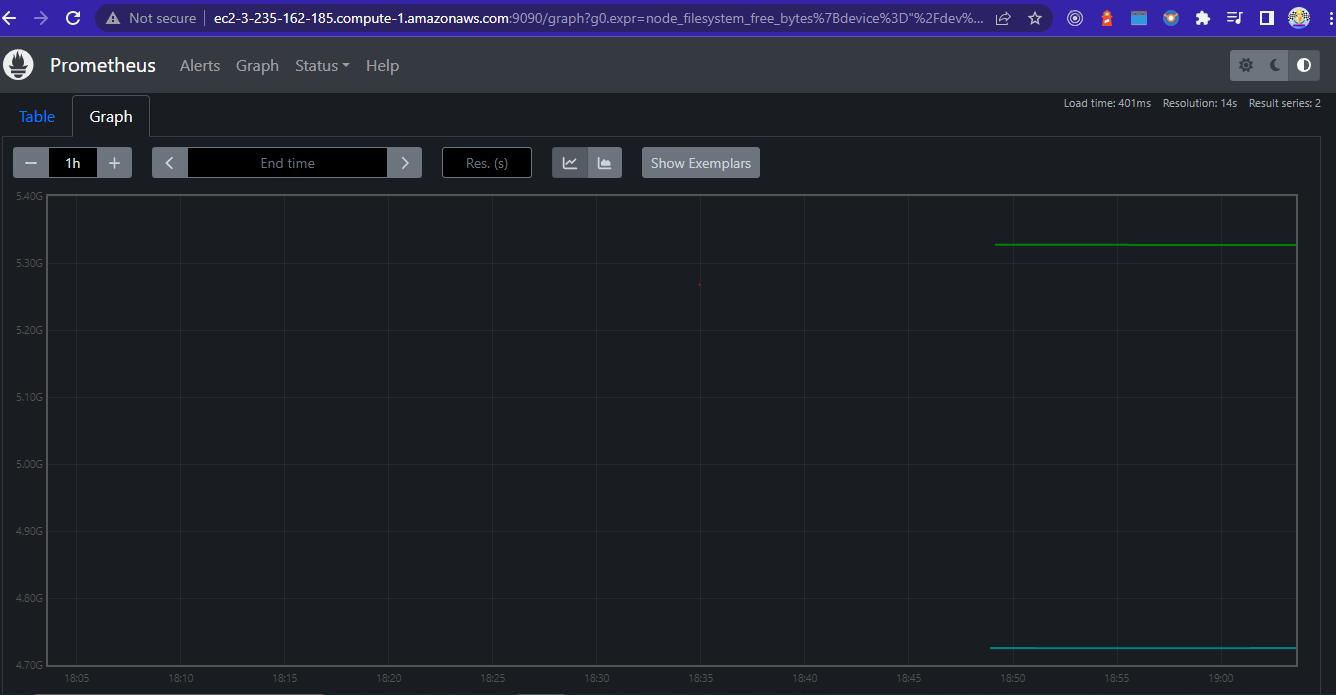 Not secure ec2-3-235-162-185.compute-1.amazonaws.com:9090/graph?g0.expr=node_filesystem_free_bytes%7Bdevice%3D"%2Fdev%...
Prometheus Alerts Graph Status Help
Load time: 401ms Resolution: 14s Result series: 2
Table Graph
1h End time Res. (s) Show Exemplars
5.40G
5.30G
5.20G
5.10G
5.00G
4.90G
4.80G
4.70G
18:05 18:10 18:15 18:20 18:25 18:30 18:35 18:40 18:45 18:50 18:55 19:00